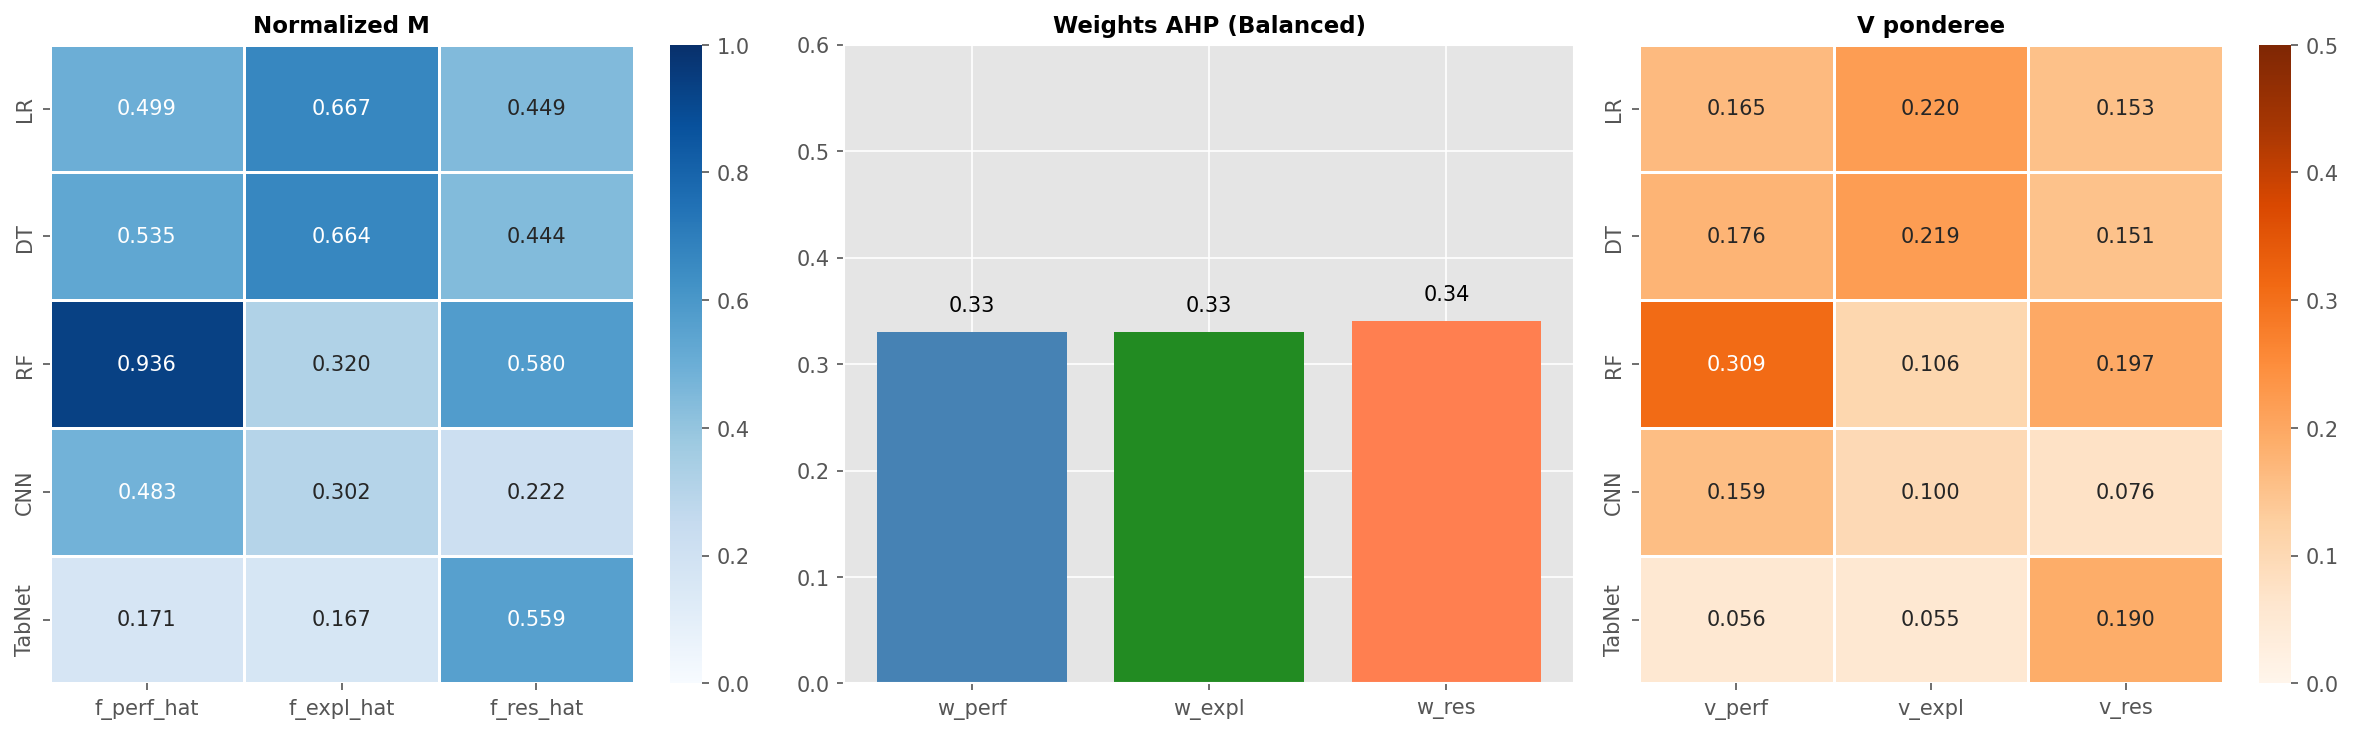 Normalized M
LR
DT
RF
CNN
TabNet
0.499 0.667 0.449
0.535 0.664 0.444
0.936 0.320 0.580
0.483 0.302 0.222
0.171 0.167 0.559
f_perf_hat f_expl_hat f_res_hat
1.0
0.8
0.6
0.4
0.2
0.0
Weights AHP (Balanced)
0.6
0.5
0.4
0.3
0.2
0.1
0.0
0.33 0.33 0.34
w_perf w_expl w_res
V ponderee
LR
DT
RF
CNN
TabNet
0.165 0.220 0.153
0.176 0.219 0.151
0.309 0.106 0.197
0.159 0.100 0.076
0.056 0.055 0.190
v_perf v_expl v_res
0.5
0.4
0.3
0.2
0.1
0.0